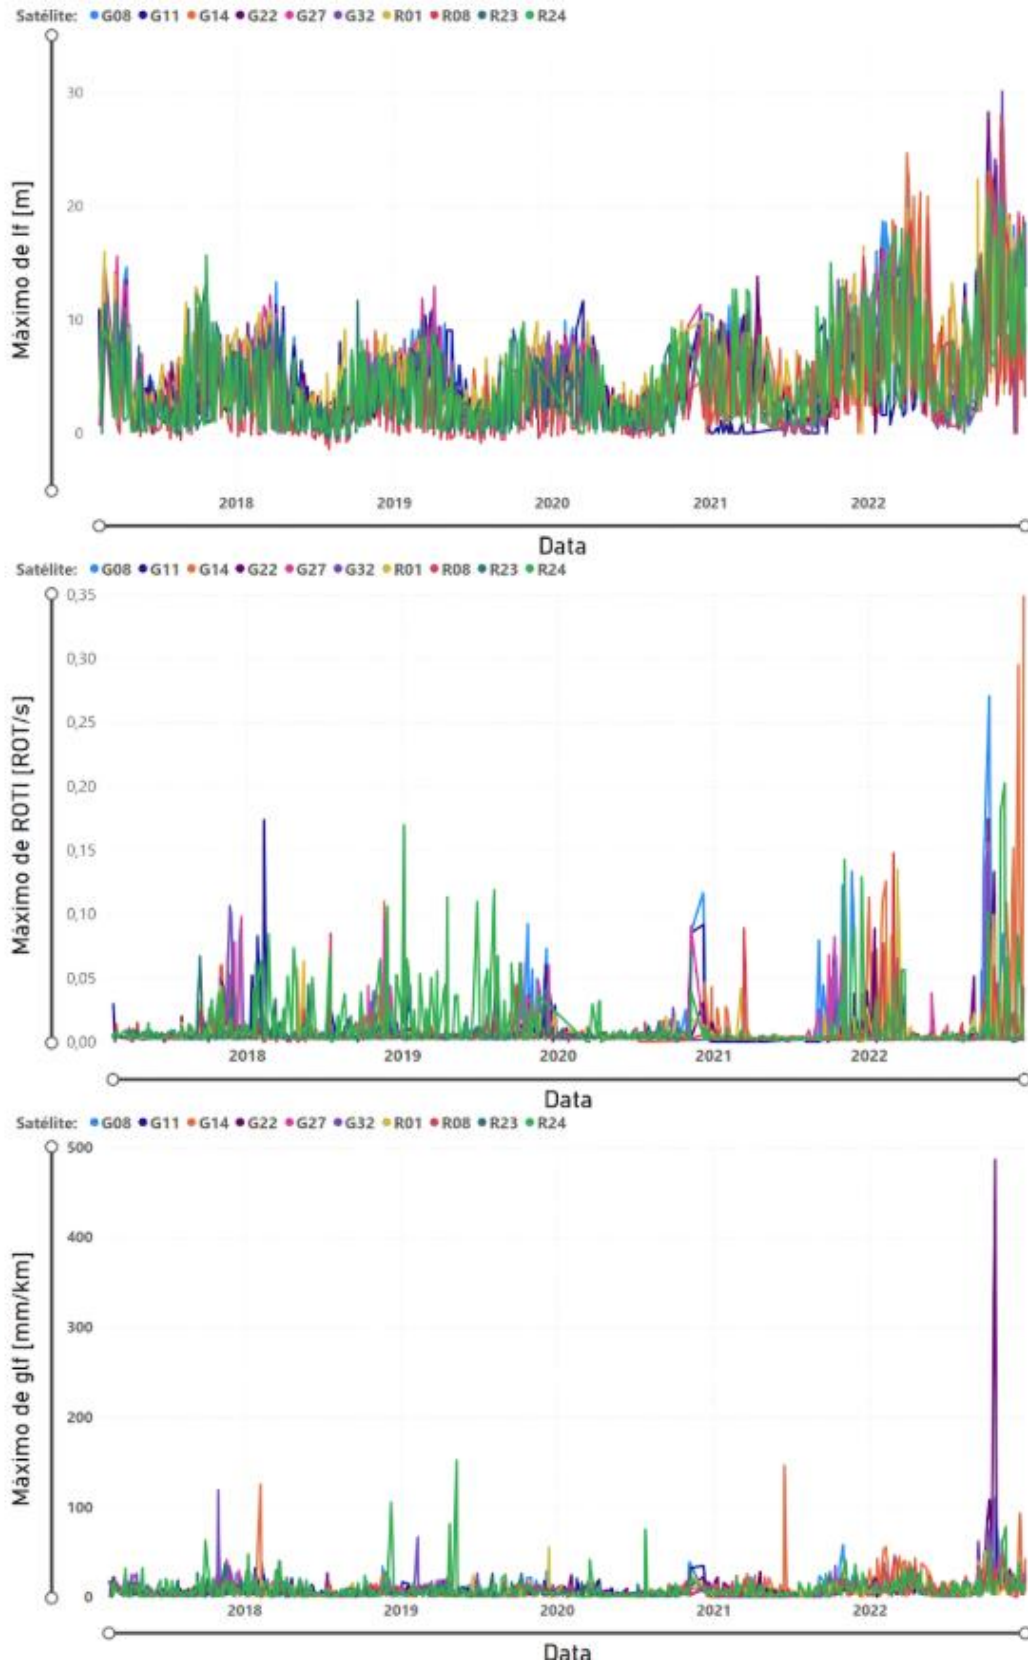 Satélite: G08 G11 G14 G22 G27 G32 R01 R08 R23 R24
Máximo de If [m]
30
20
10
0
2018 2019 2020 2021 2022
Data
Satélite: G08 G11 G14 G22 G27 G32 R01 R08 R23 R24
Máximo de ROTI [ROT/s]
0,35
0,30
0,25
0,20
0,15
0,10
0,05
0,00
2018 2019 2020 2021 2022
Data
Satélite: G08 G11 G14 G22 G27 G32 R01 R08 R23 R24
Máximo de gIf [mm/km]
500
400
300
200
100
0
2018 2019 2020 2021 2022
Data